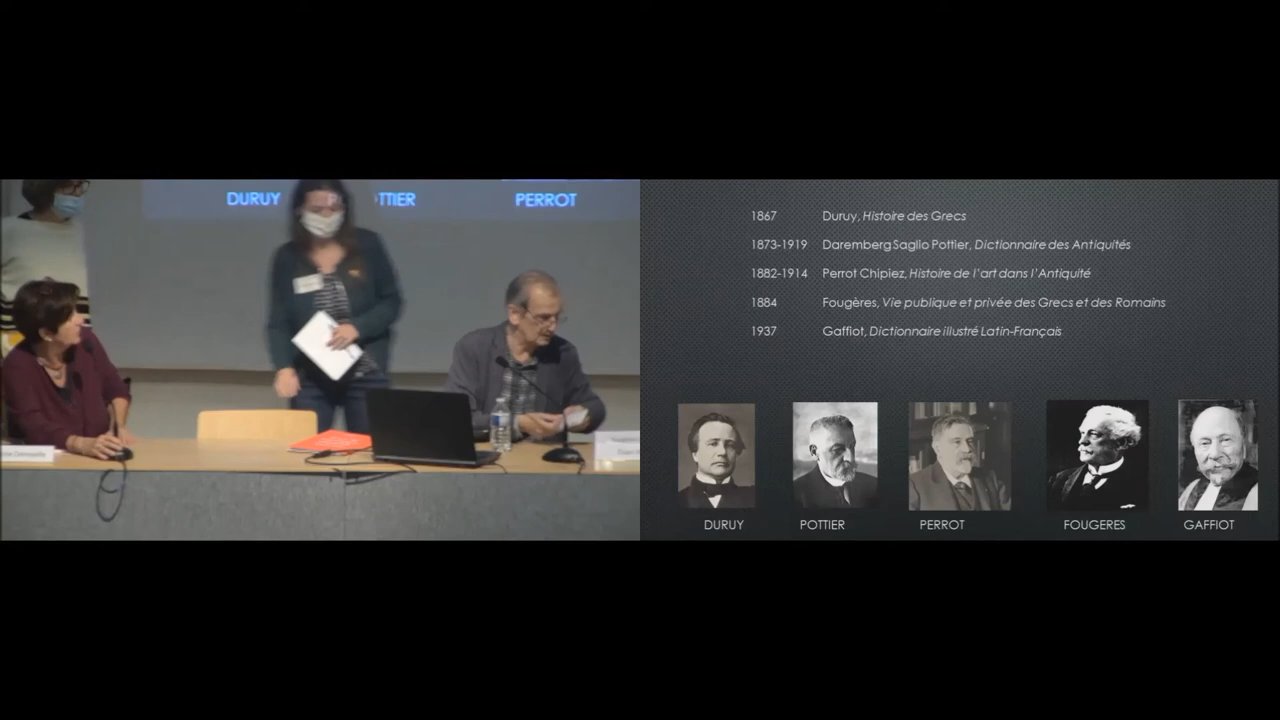 DURUY
TTIER
PERROT
1867 Duruy, Histoire des Grecs
1873-1919 Daremberg Saglio Pottier, Dictionnaire des Antiquités
1882-1914 Perrot Chipiez, Histoire de l'art dans l'Antiquité
1884 Fougères, Vie publique et privée des Grecs et des Romains
1937 Gaffiot, Dictionnaire illustré Latin-Français
DURUY
POTTIER
PERROT
FOUGERES
GAFFIOT